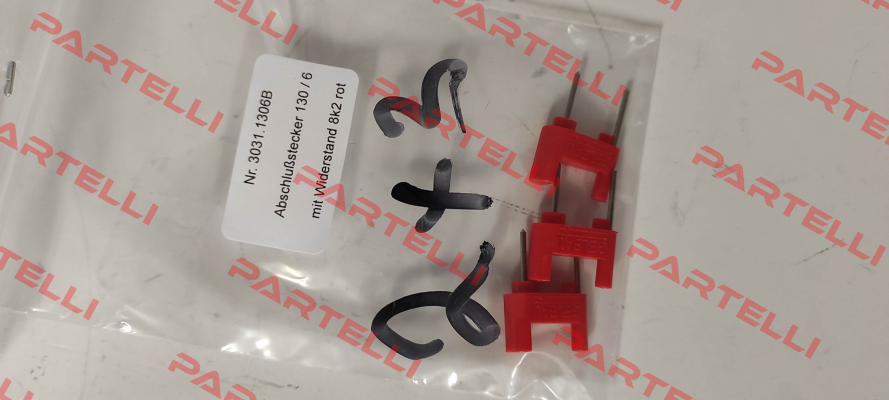 Nr. 3031.1306B
Abschlußstecker 130 / 6
mit Widerstand 8k2 rot
PARTELLI